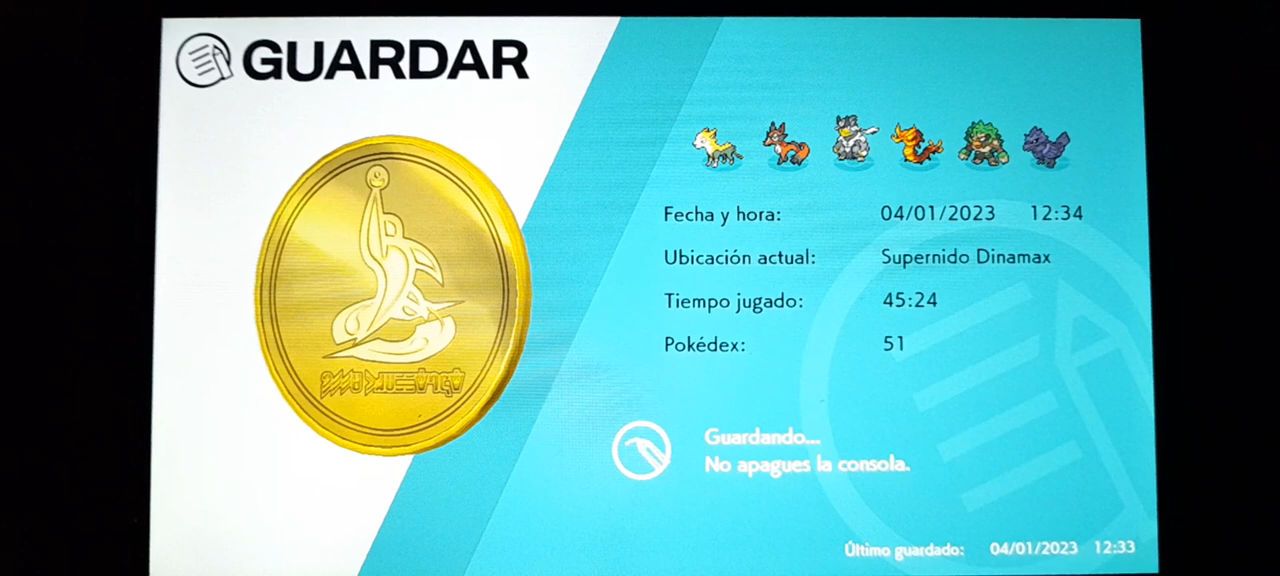 GUARDAR
Fecha y hora: 04/01/2023 12:34
Ubicación actual: Supernido Dinamax
Tiempo jugado: 45:24
Pokédex: 51
Guardando...
No apagues la consola.
Último guardado: 04/01/2023 12:33